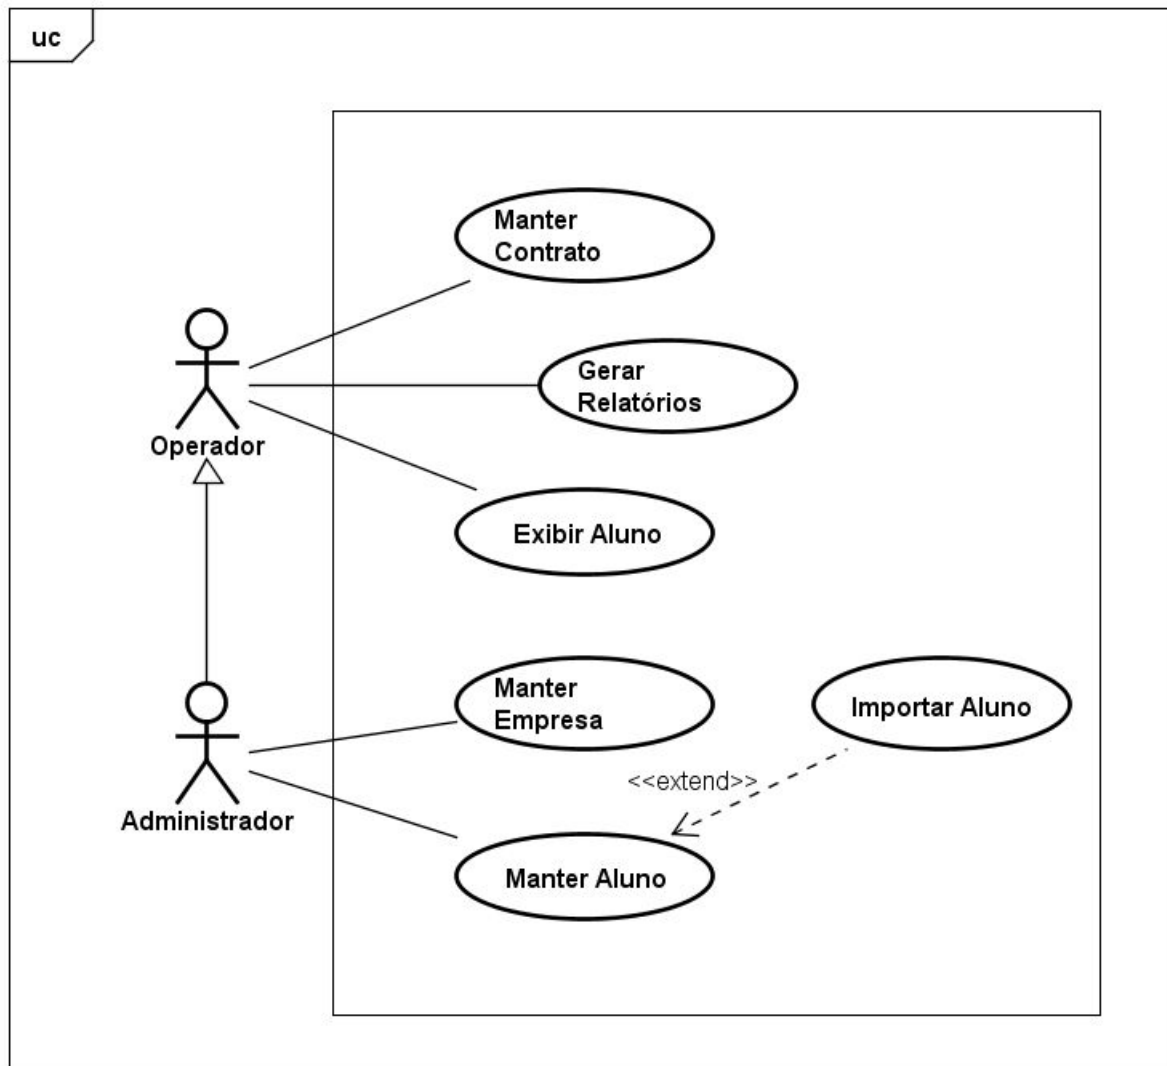 uc
Manter
Contrato
Gerar
Relatórios
Operador
Exibir Aluno
Manter
Empresa
Importar Aluno
<<extend>>
Administrador
Manter Aluno